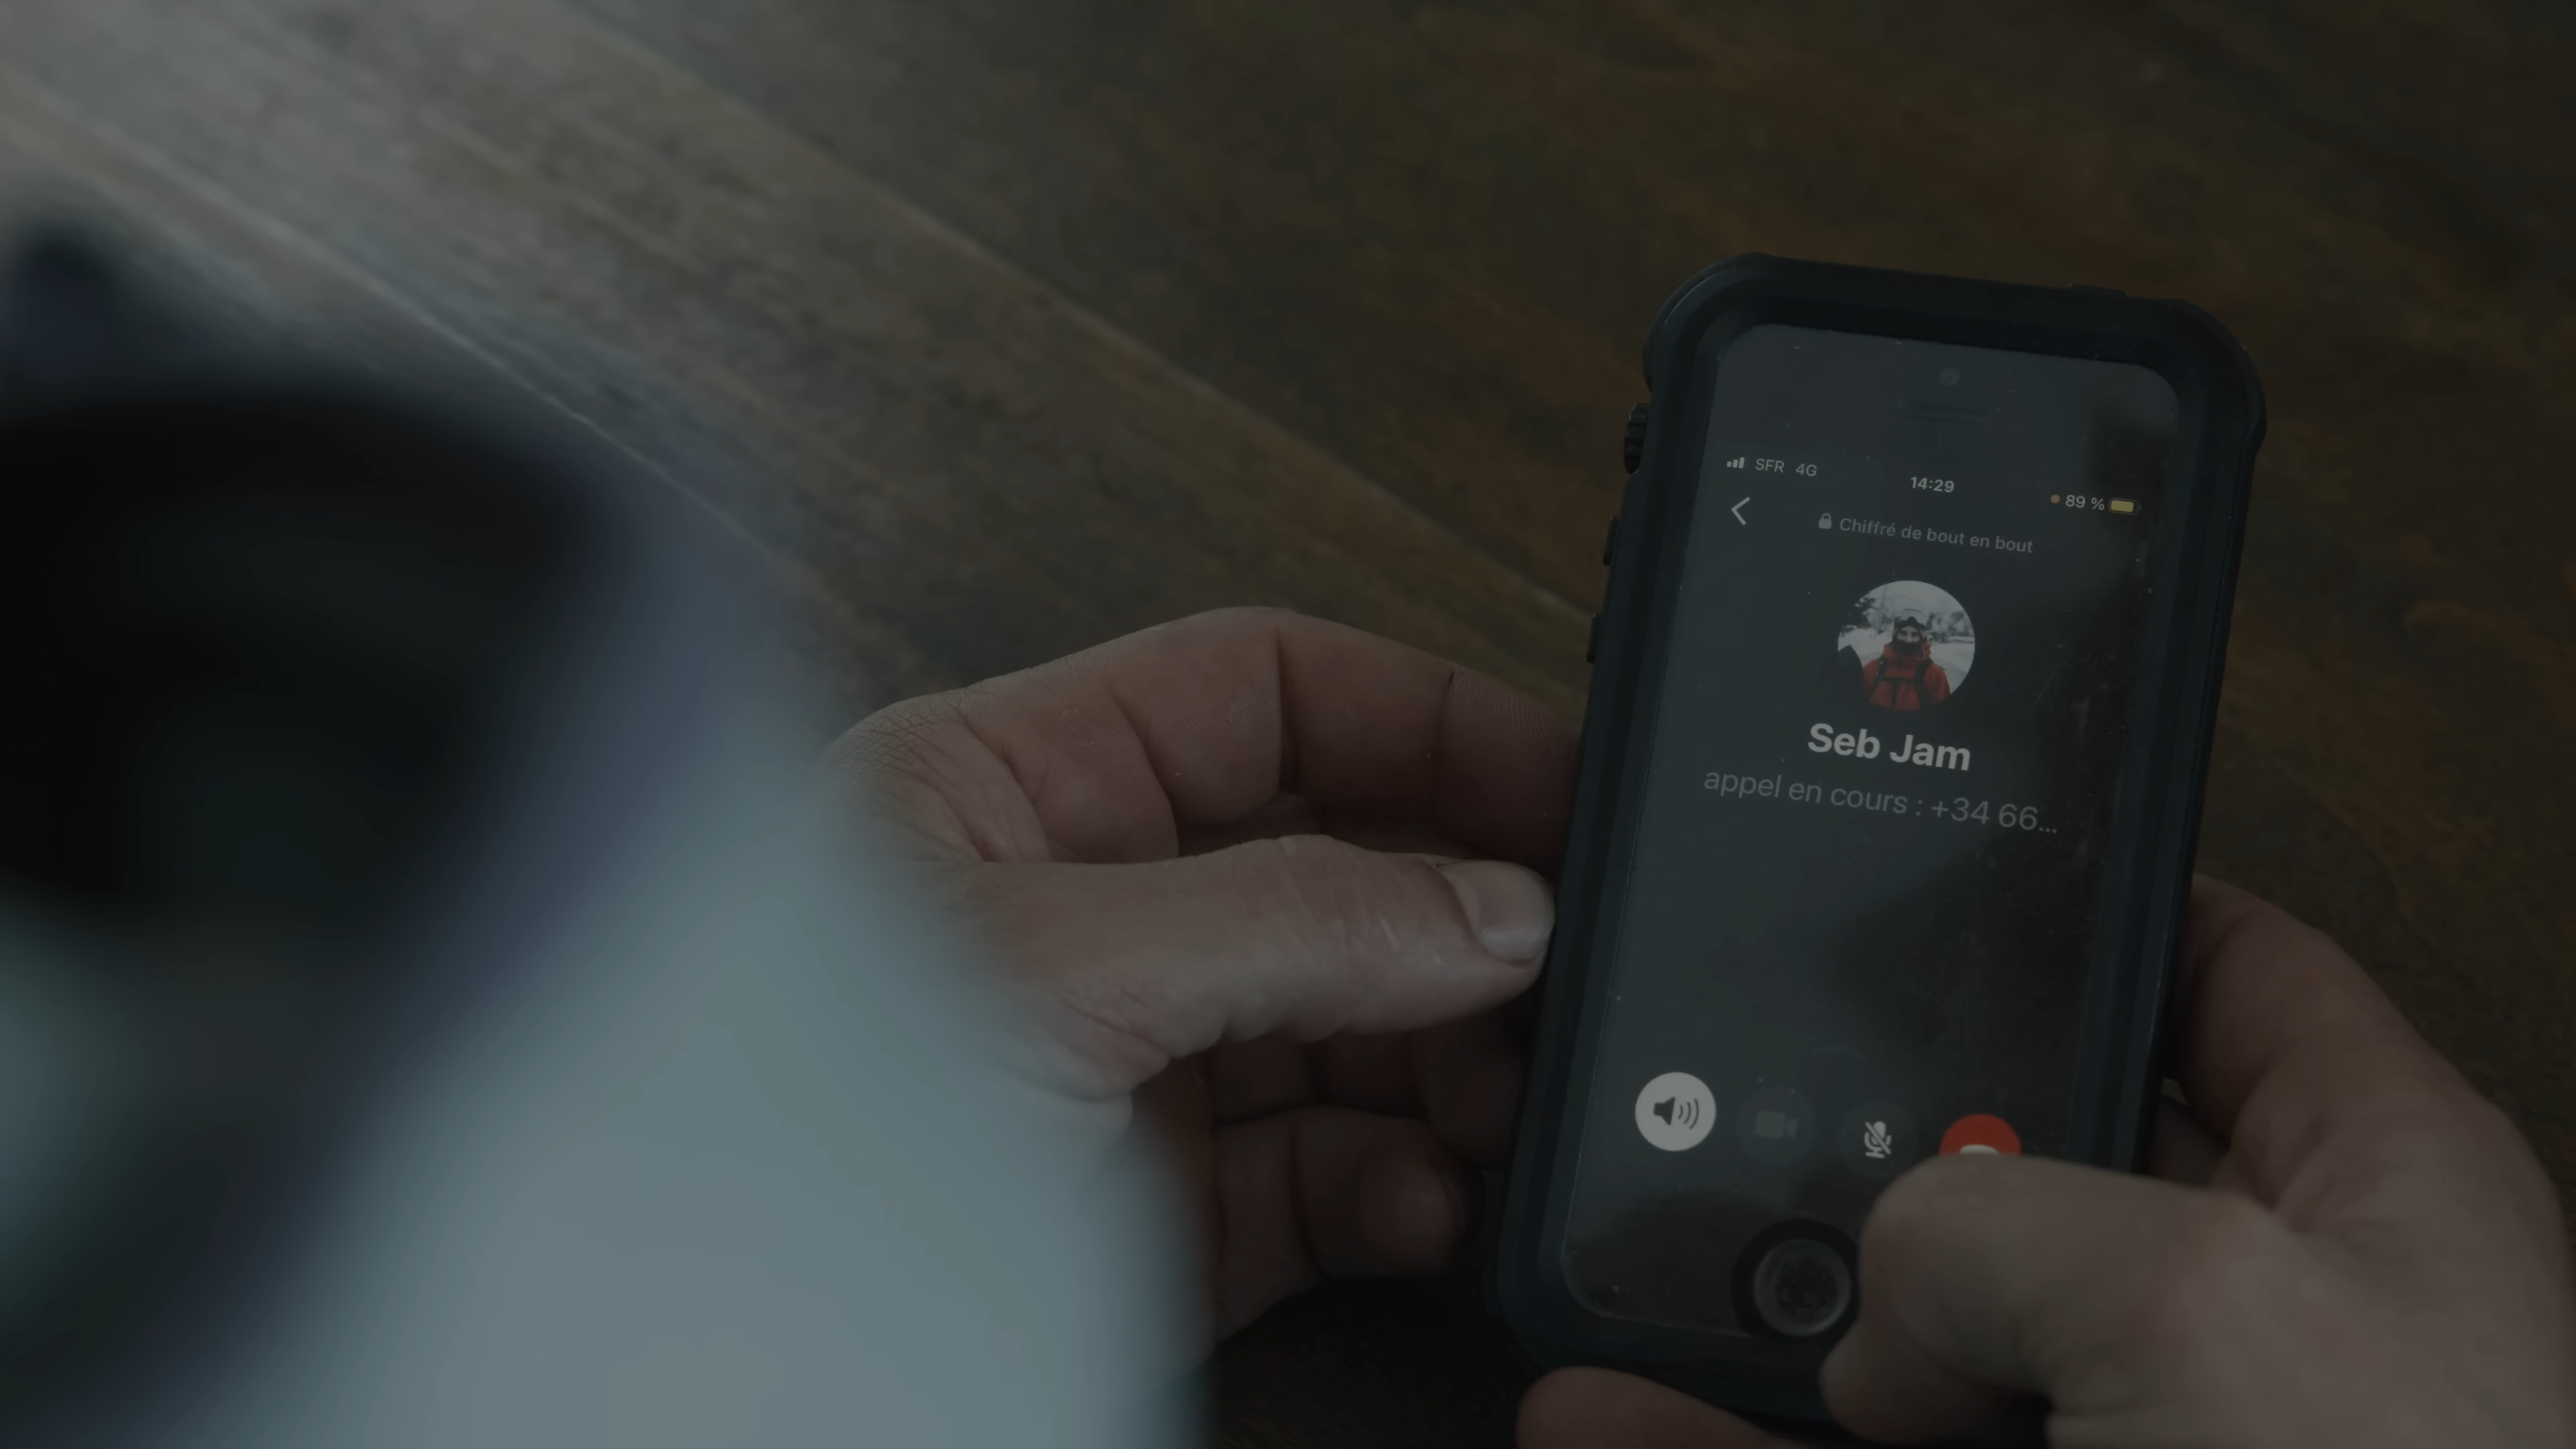 SFR 4G 14:29 89 %
Chiffré de bout en bout
Seb Jam
appel en cours : +34 66...